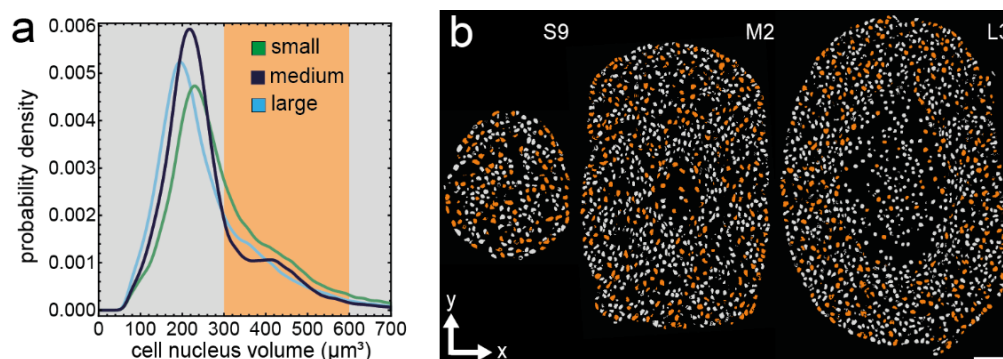 a
0.006
0.005
0.004
0.003
0.002
0.001
0.000
probability density
small
medium
large
0 100 200 300 400 500 600 700
cell nucleus volume (μm³)
b
S9
M2
L3
y
x